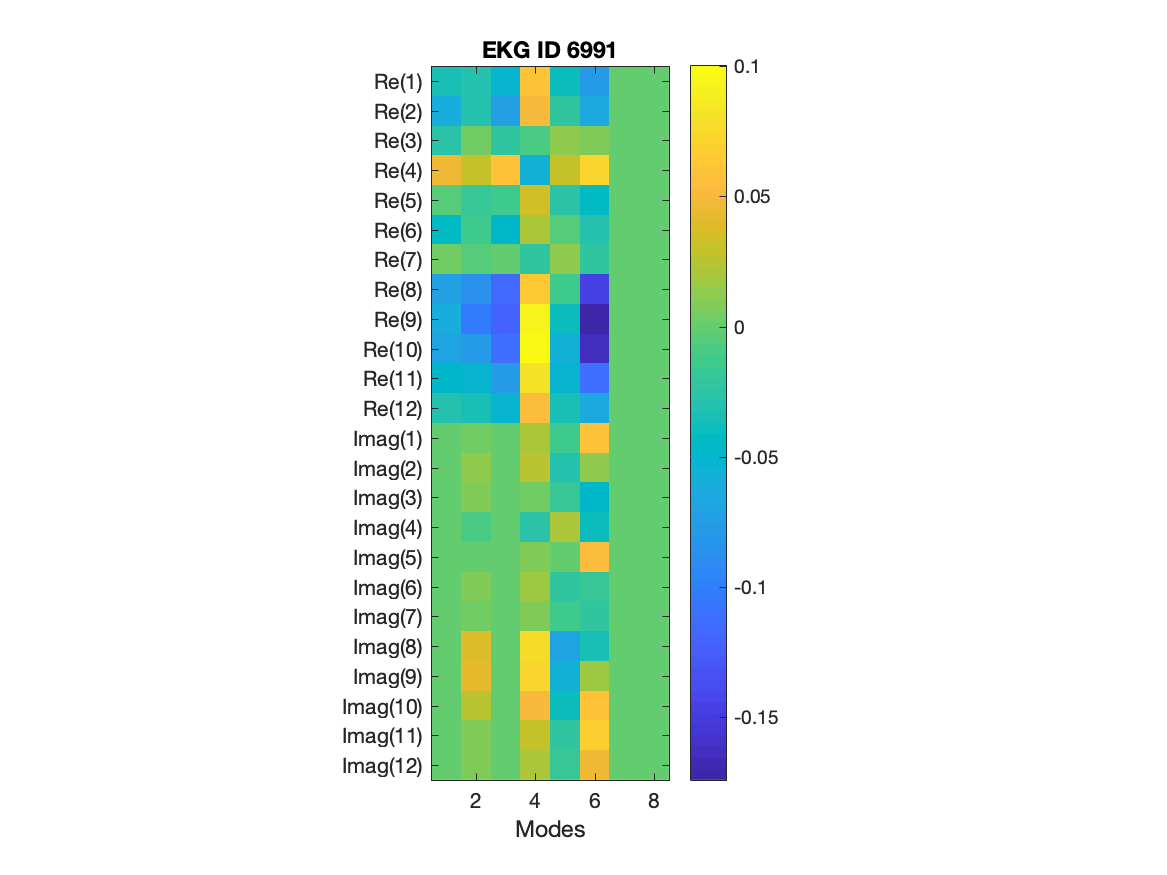 EKG ID 6991
Re(1)
Re(2)
Re(3)
Re(4)
Re(5)
Re(6)
Re(7)
Re(8)
Re(9)
Re(10)
Re(11)
Re(12)
Imag(1)
Imag(2)
Imag(3)
Imag(4)
Imag(5)
Imag(6)
Imag(7)
Imag(8)
Imag(9)
Imag(10)
Imag(11)
Imag(12)
2 4 6 8
Modes
0.1
0.05
0
-0.05
-0.1
-0.15